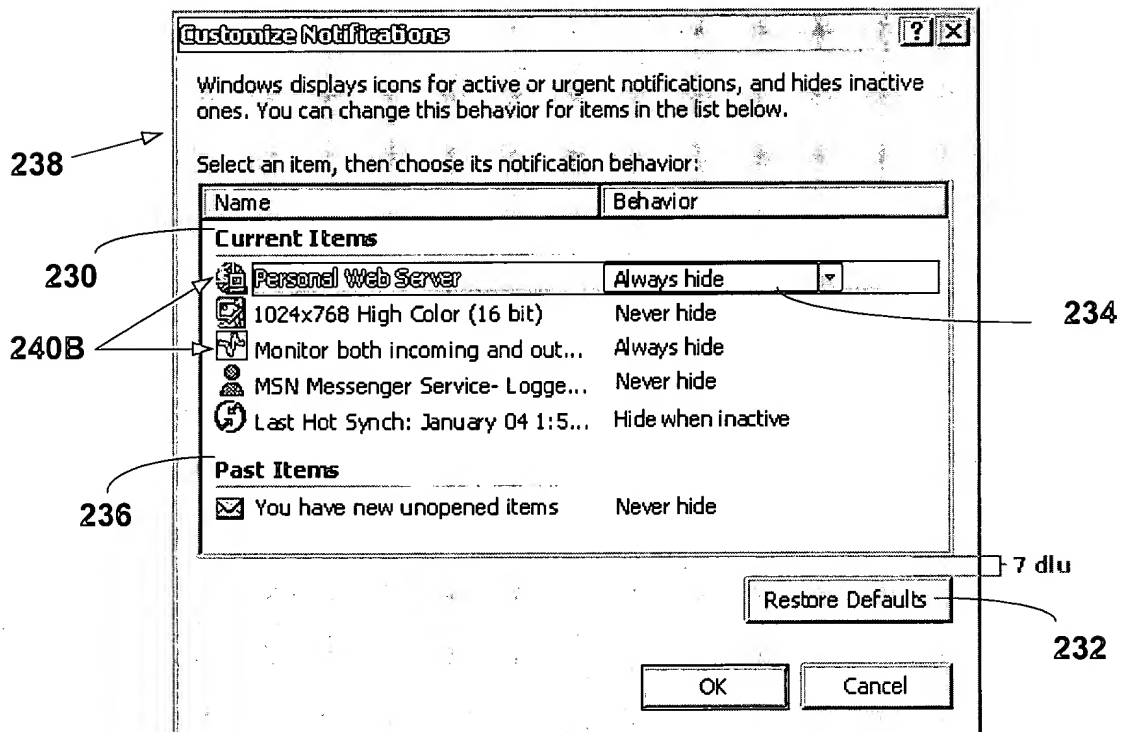 Customize Notifications
Windows displays icons for active or urgent notifications, and hides inactive
ones. You can change this behavior for items in the list below.
238
Select an item, then choose its notification behavior:
Name Behavior
Current Items
230
Personal Web Server Always hide
234
1024x768 High Color (16 bit) Never hide
240B
Monitor both incoming and out... Always hide
MSN Messenger Service- Logge... Never hide
Last Hot Synch: January 04 1:5... Hide when inactive
Past Items
236
You have new unopened items Never hide
7 dlu
Restore Defaults
232
OK Cancel